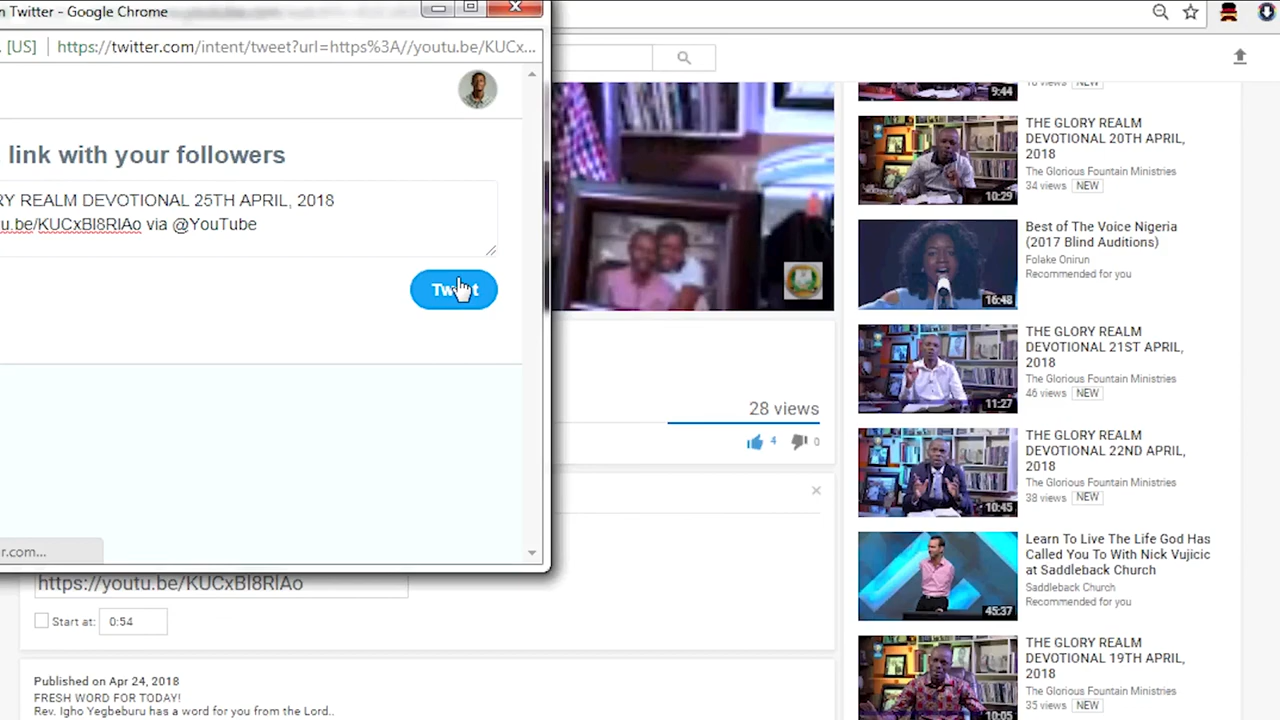 n Twitter - Google Chrome
[US] https://twitter.com/intent/tweet?url=https%3A//youtu.be/KUCx...
link with your followers
RY REALM DEVOTIONAL 25TH APRIL, 2018
u.be/KUCxBl8RlAo via @YouTube
Tweet
r.com...
28 views
4
0
https://youtu.be/KUCxBl8RlAo
Start at: 0:54
Published on Apr 24, 2018
FRESH WORD FOR TODAY!
Rev. Igho Yegbeburu has a word for you from the Lord..
9:44
NEW
THE GLORY REALM
DEVOTIONAL 20TH APRIL,
2018
The Glorious Fountain Ministries
34 views NEW
10:29
Best of The Voice Nigeria
(2017 Blind Auditions)
Folake Onirun
Recommended for you
16:48
THE GLORY REALM
DEVOTIONAL 21ST APRIL,
2018
The Glorious Fountain Ministries
46 views NEW
11:27
THE GLORY REALM
DEVOTIONAL 22ND APRIL,
2018
The Glorious Fountain Ministries
38 views NEW
10:45
Learn To Live The Life God Has
Called You To With Nick Vujicic
at Saddleback Church
Saddleback Church
Recommended for you
45:37
THE GLORY REALM
DEVOTIONAL 19TH APRIL,
2018
The Glorious Fountain Ministries
35 views NEW
10:05